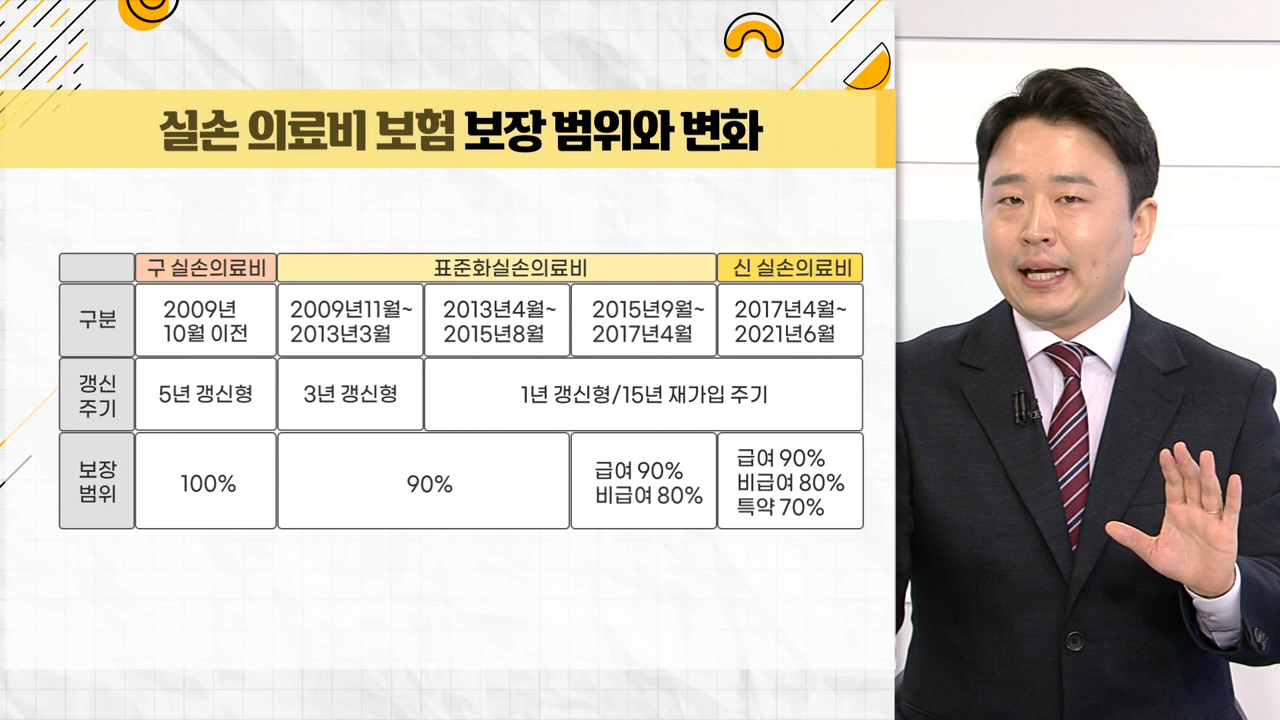 실손 의료비 보험 보장 범위와 변화
구 실손의료비
표준화실손의료비
신 실손의료비
구분
2009년
10월 이전
2009년11월~
2013년3월
2013년4월~
2015년8월
2015년9월~
2017년4월
2017년4월~
2021년6월
갱신
주기
5년 갱신형
3년 갱신형
1년 갱신형/15년 재가입 주기
보장
범위
100%
90%
급여 90%
비급여 80%
급여 90%
비급여 80%
특약 70%